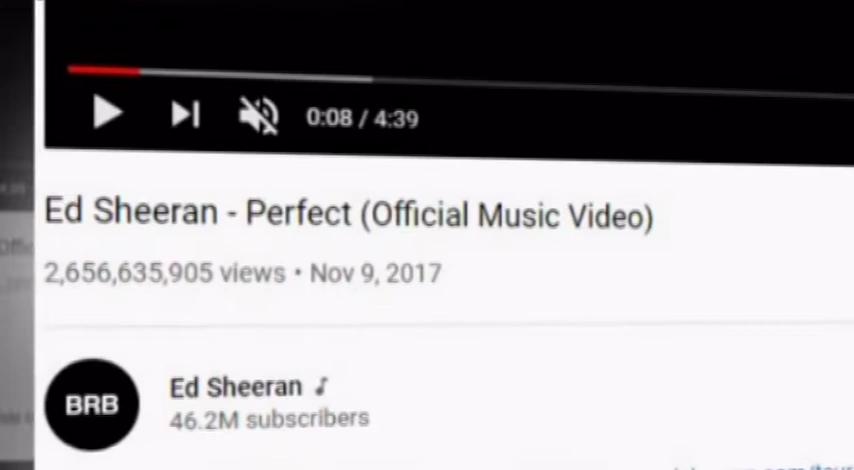 0:08 / 4:39
Ed Sheeran - Perfect (Official Music Video)
2,656,635,905 views • Nov 9, 2017
BRB
Ed Sheeran ♪
46.2M subscribers